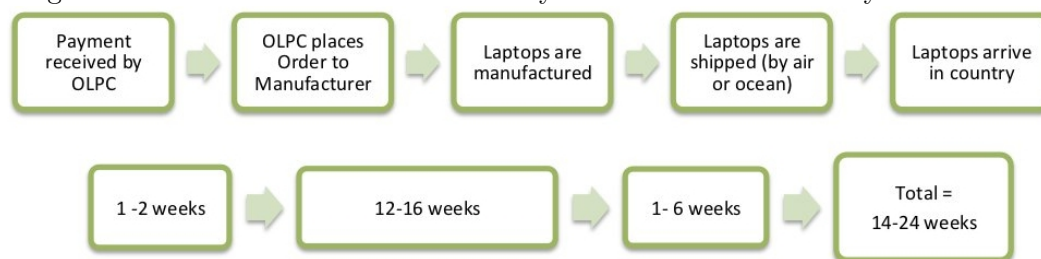 Payment
received by
OLPC
OLPC places
Order to
Manufacturer
Laptops are
manufactured
Laptops are
shipped (by air
or ocean)
Laptops arrive
in country
1 -2 weeks
12-16 weeks
1- 6 weeks
Total =
14-24 weeks